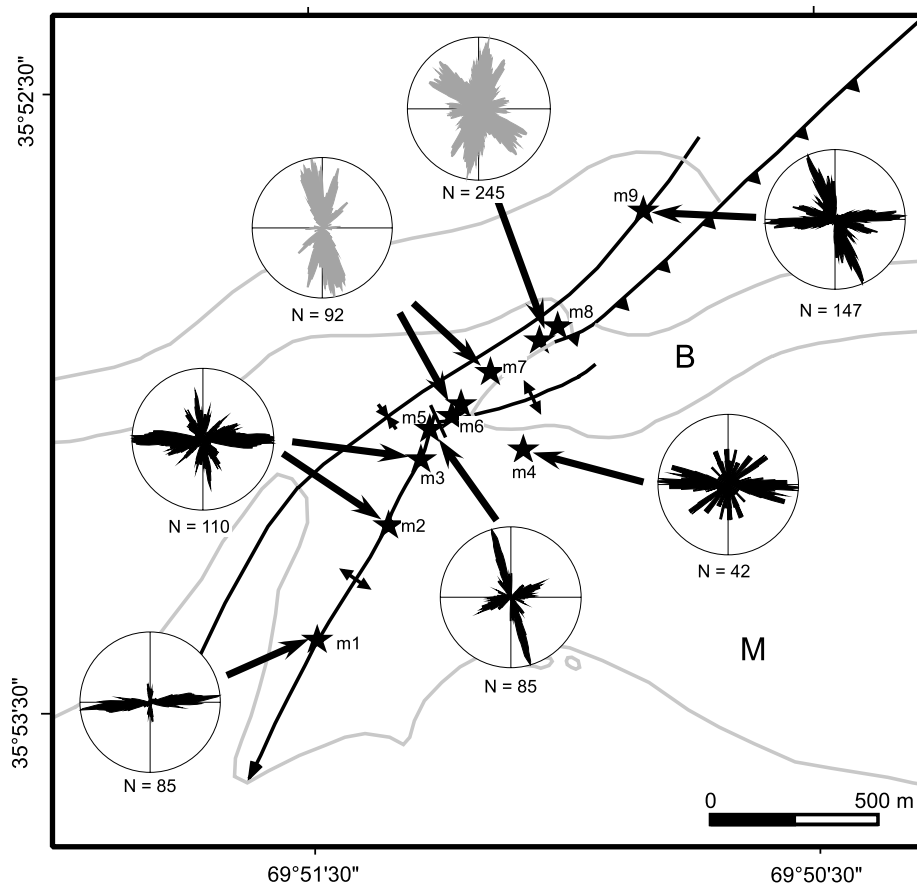 35°52'30"
N = 245
m9
N = 92
N = 147
m8
B
m7
m5
m6
m3
m4
N = 110
m2
N = 42
m1
M
N = 85
35°53'30"
N = 85
0 500 m
69°51'30"
69°50'30"